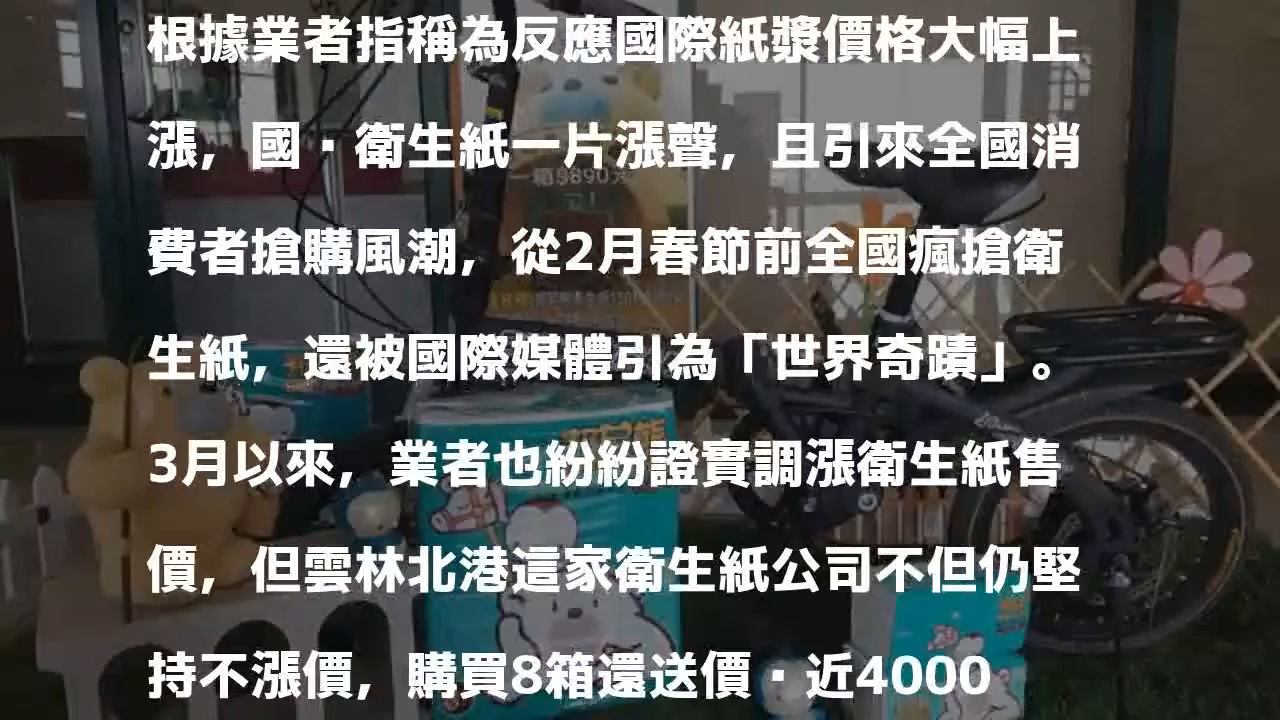 根據業者指稱為反應國際紙漿價格大幅上
漲，國·衛生紙一片漲聲，且引來全國消
費者搶購風潮，從2月春節前全國瘋搶衛
生紙，還被國際媒體引為「世界奇蹟」。
3月以來，業者也紛紛證實調漲衛生紙售
價，但雲林北港這家衛生紙公司不但仍堅
持不漲價，購買8箱還送價·近4000
一箱$890元